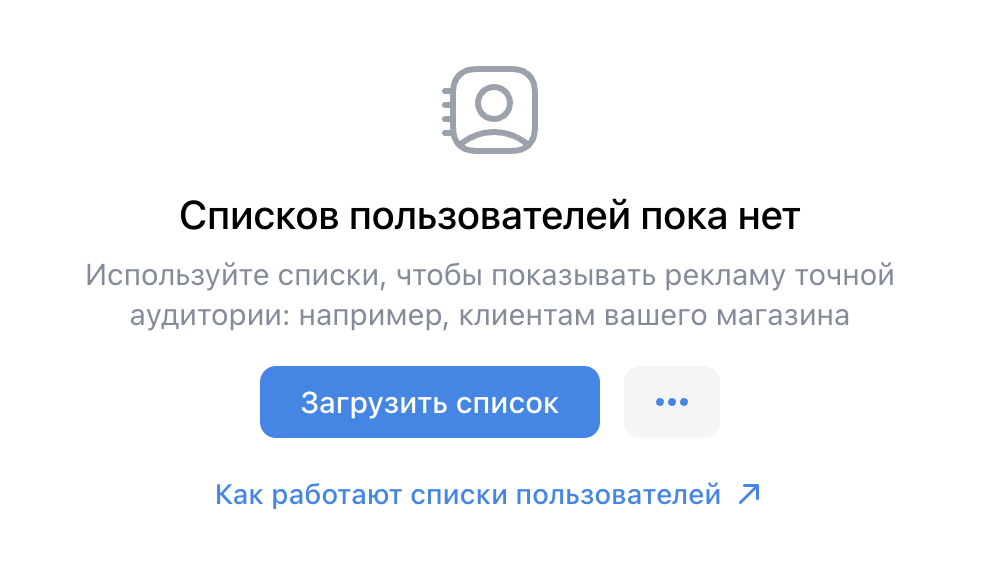 Списков пользователей пока нет
Используйте списки, чтобы показывать рекламу точной
аудитории: например, клиентам вашего магазина
Загрузить список
Как работают списки пользователей